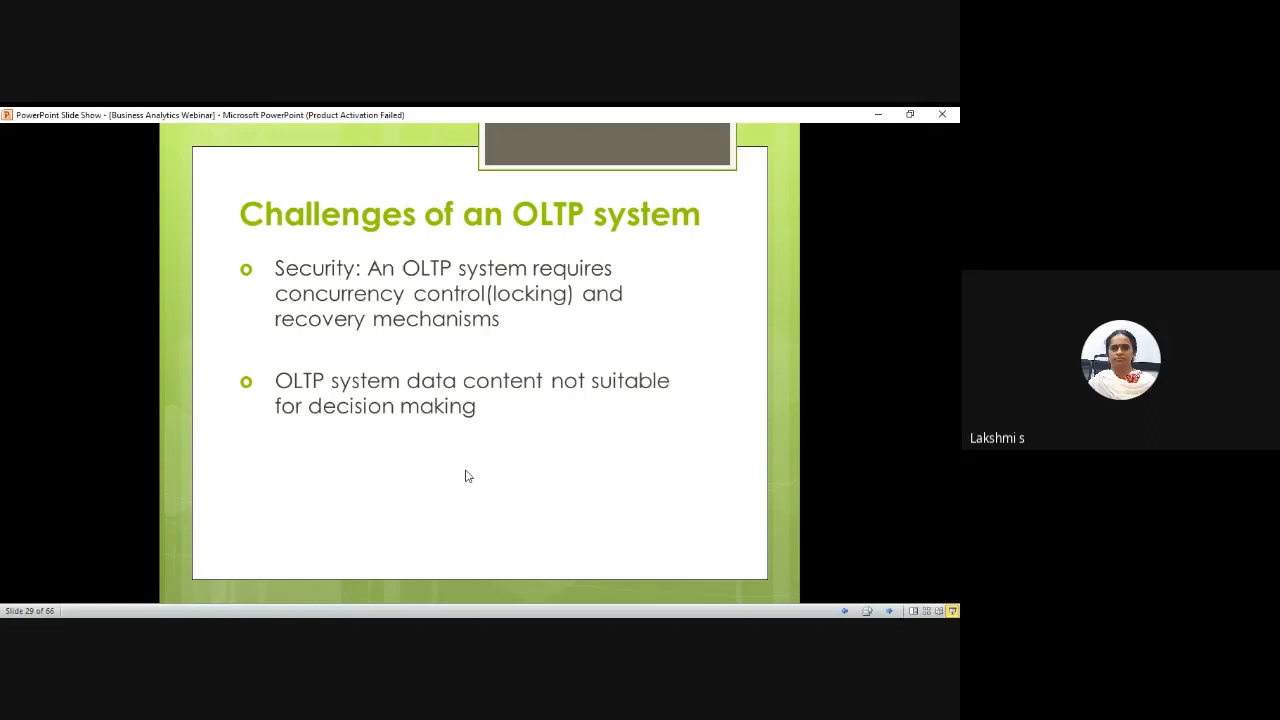 PowerPoint Slide Show - [Business Analytics Webinar] - Microsoft PowerPoint (Product Activation Failed)
Challenges of an OLTP system
Security: An OLTP system requires
concurrency control(locking) and
recovery mechanisms
OLTP system data content not suitable
for decision making
Lakshmi s
Slide 29 of 66